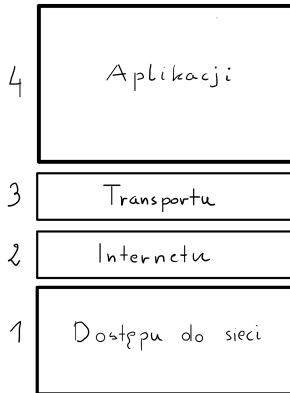 4 Aplikacji
3 Transportu
2 Internetu
1 Dostępu do sieci